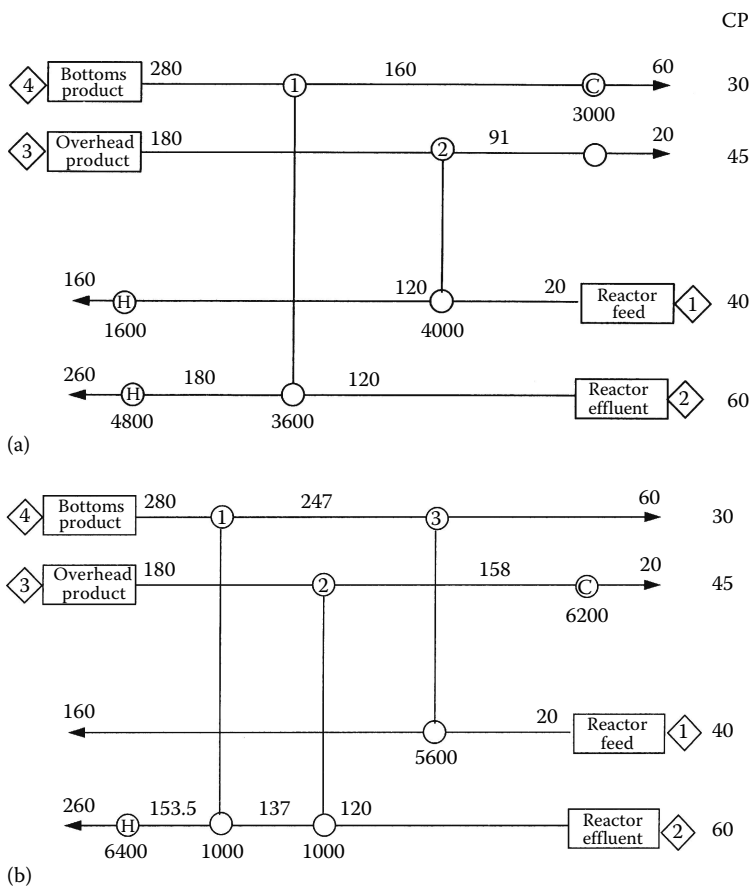 CP
4 Bottoms product 280 1 160 C 60 30
3000
3 Overhead product 180 2 91 20 45
160 H 120 20 Reactor feed 1 40
1600 4000
260 H 180 120 Reactor effluent 2 60
4800 3600
(a)
4 Bottoms product 280 1 247 3 60 30
3 Overhead product 180 2 158 C 20 45
6200
160 20 Reactor feed 1 40
5600
260 H 153.5 137 120 Reactor effluent 2 60
6400 1000 1000
(b)